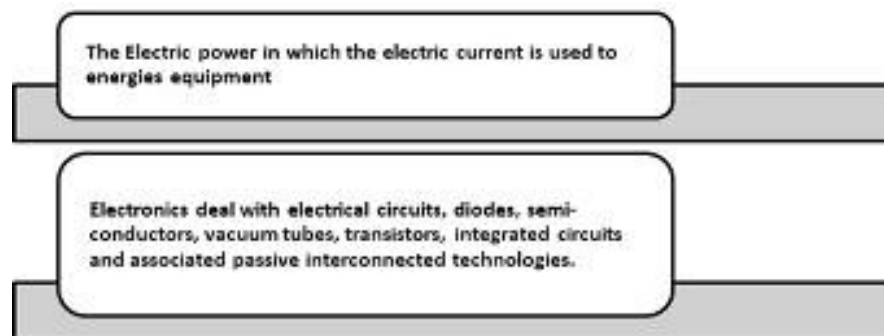 The Electric power in which the electric current is used to
energies equipment
Electronics deal with electrical circuits, diodes, semi-
conductors, vacuum tubes, transistors, integrated circuits
and associated passive interconnected technologies.